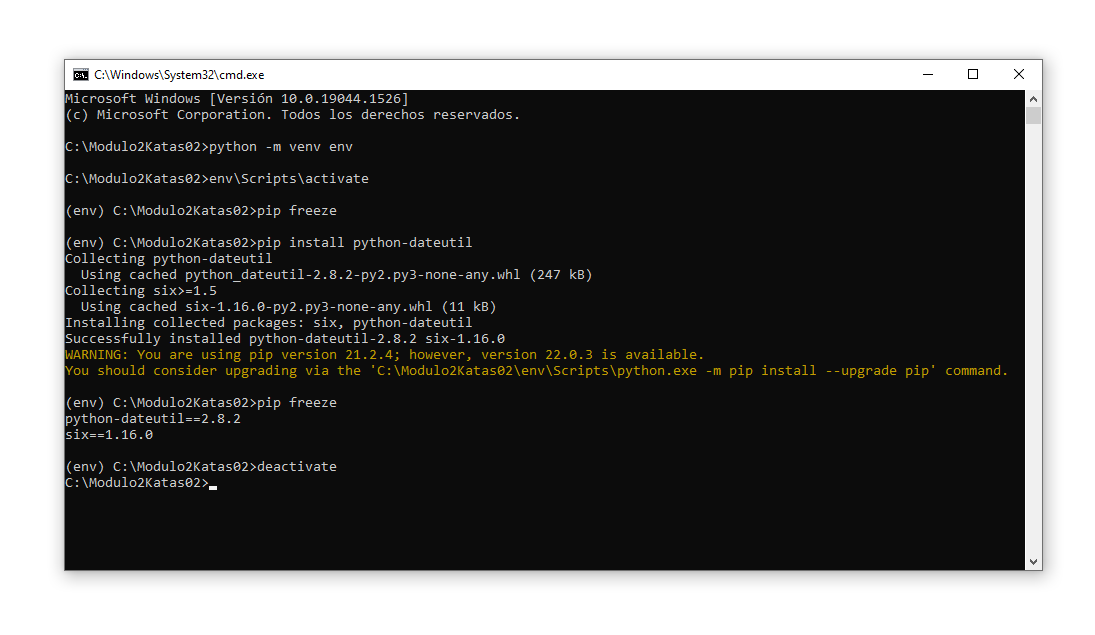 C:\Windows\System32\cmd.exe
Microsoft Windows [Versión 10.0.19044.1526]
(c) Microsoft Corporation. Todos los derechos reservados.
C:\Modulo2Katas02>python -m venv env
C:\Modulo2Katas02>env\Scripts\activate
(env) C:\Modulo2Katas02>pip freeze
(env) C:\Modulo2Katas02>pip install python-dateutil
Collecting python-dateutil
  Using cached python_dateutil-2.8.2-py2.py3-none-any.whl (247 kB)
Collecting six>=1.5
  Using cached six-1.16.0-py2.py3-none-any.whl (11 kB)
Installing collected packages: six, python-dateutil
Successfully installed python-dateutil-2.8.2 six-1.16.0
WARNING: You are using pip version 21.2.4; however, version 22.0.3 is available.
You should consider upgrading via the 'C:\Modulo2Katas02\env\Scripts\python.exe -m pip install --upgrade pip' command.
(env) C:\Modulo2Katas02>pip freeze
python-dateutil==2.8.2
six==1.16.0
(env) C:\Modulo2Katas02>deactivate
C:\Modulo2Katas02>